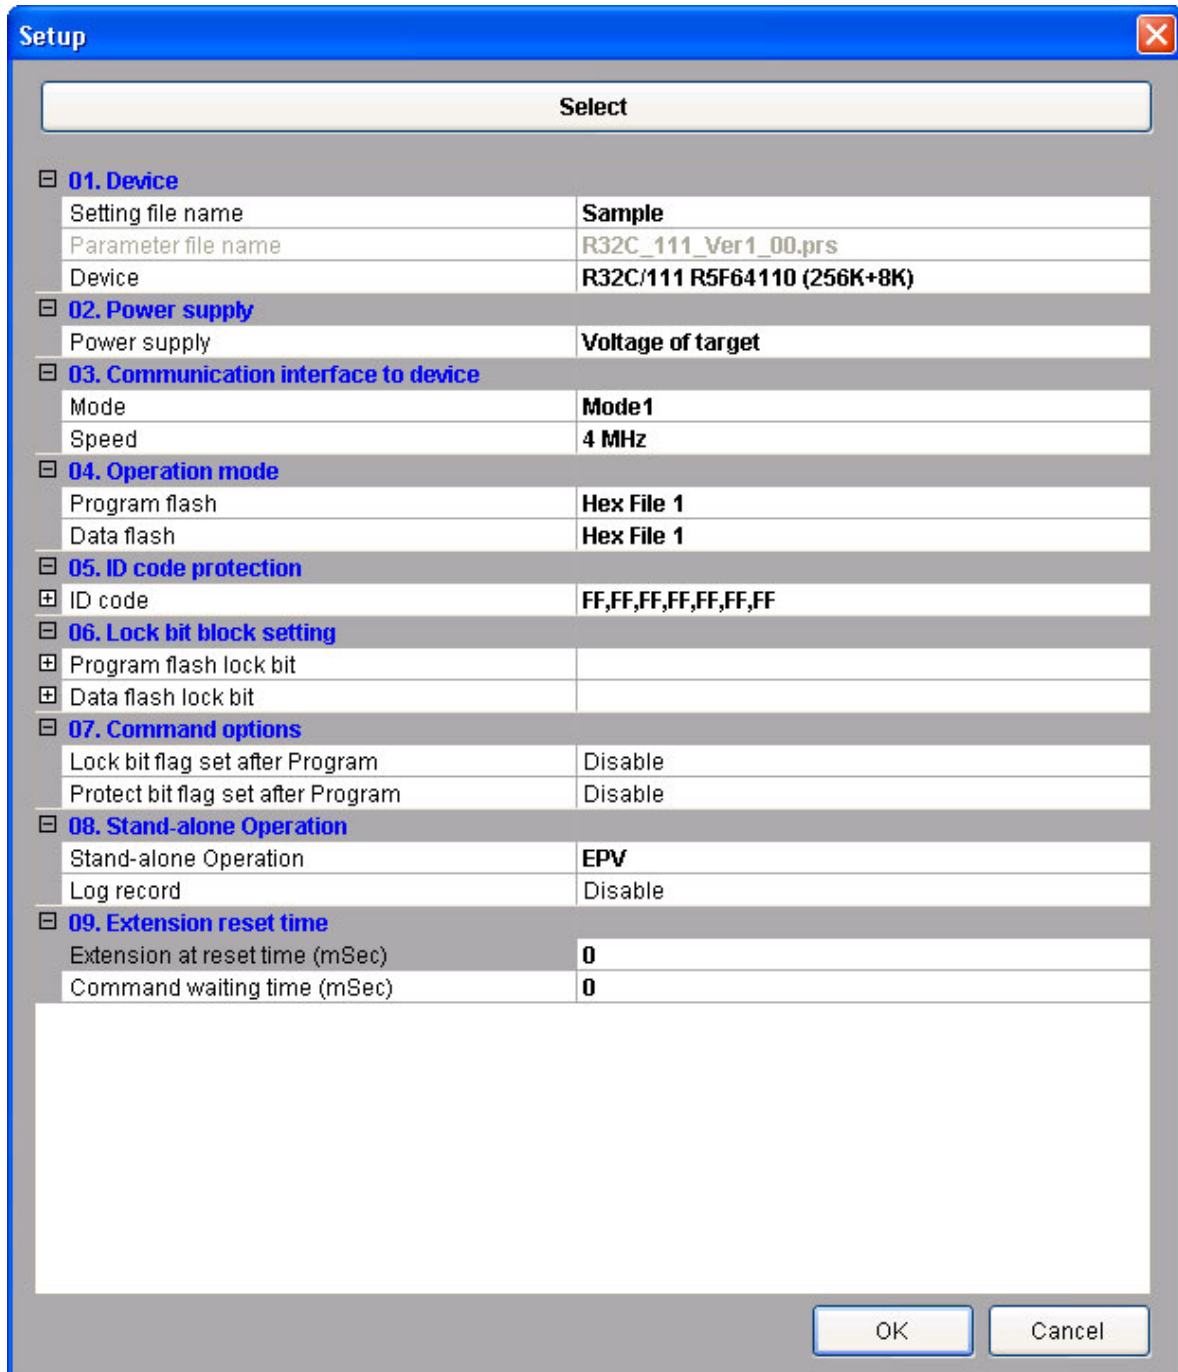 Setup
Select
01. Device
Setting file name Sample
Parameter file name R32C_111_Ver1_00.prs
Device R32C/111 R5F64110 (256K+8K)
02. Power supply
Power supply Voltage of target
03. Communication interface to device
Mode Mode1
Speed 4 MHz
04. Operation mode
Program flash Hex File 1
Data flash Hex File 1
05. ID code protection
ID code FF,FF,FF,FF,FF,FF,FF
06. Lock bit block setting
Program flash lock bit
Data flash lock bit
07. Command options
Lock bit flag set after Program Disable
Protect bit flag set after Program Disable
08. Stand-alone Operation
Stand-alone Operation EPV
Log record Disable
09. Extension reset time
Extension at reset time (mSec) 0
Command waiting time (mSec) 0
OK Cancel